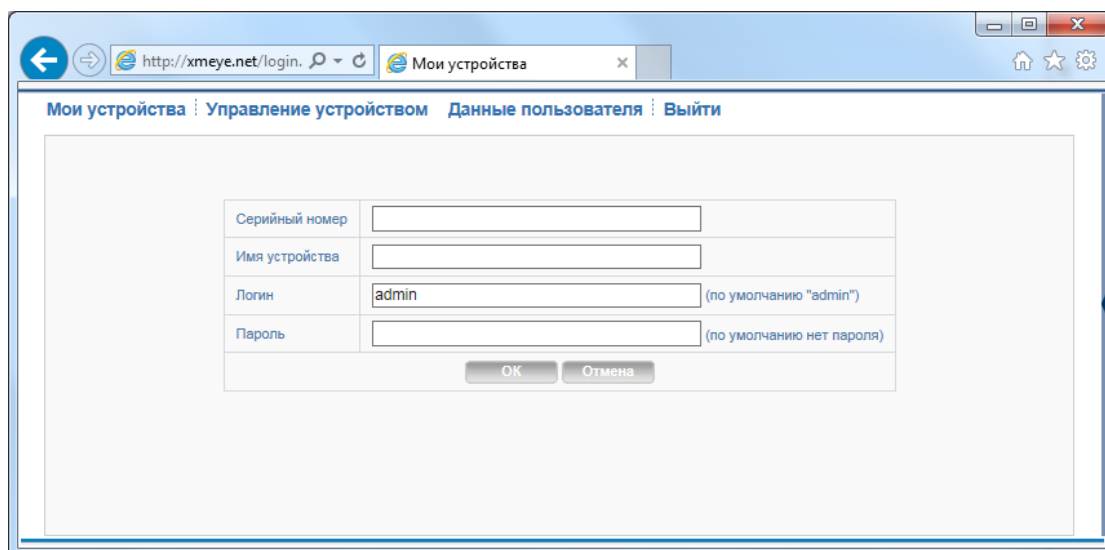 http://xmeye.net/login. Мои устройства
Мои устройства Управление устройством Данные пользователя Выйти
Серийный номер
Имя устройства
Логин admin (по умолчанию "admin")
Пароль (по умолчанию нет пароля)
OK Отмена